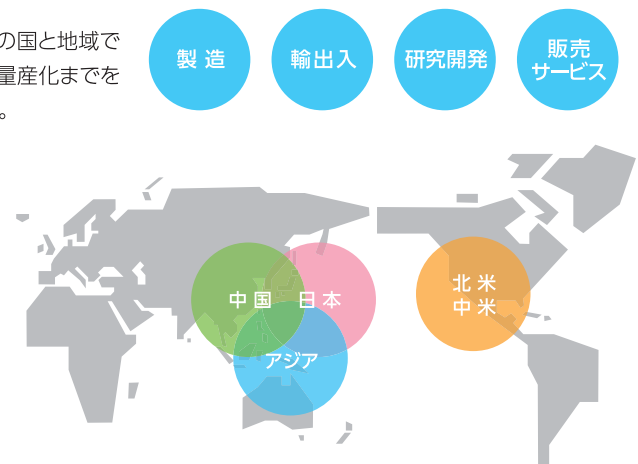 の国と地域で
量産化までを
。
製造
輸出入
研究開発
販売
サービス
中国
日本
北米
中米
アジア